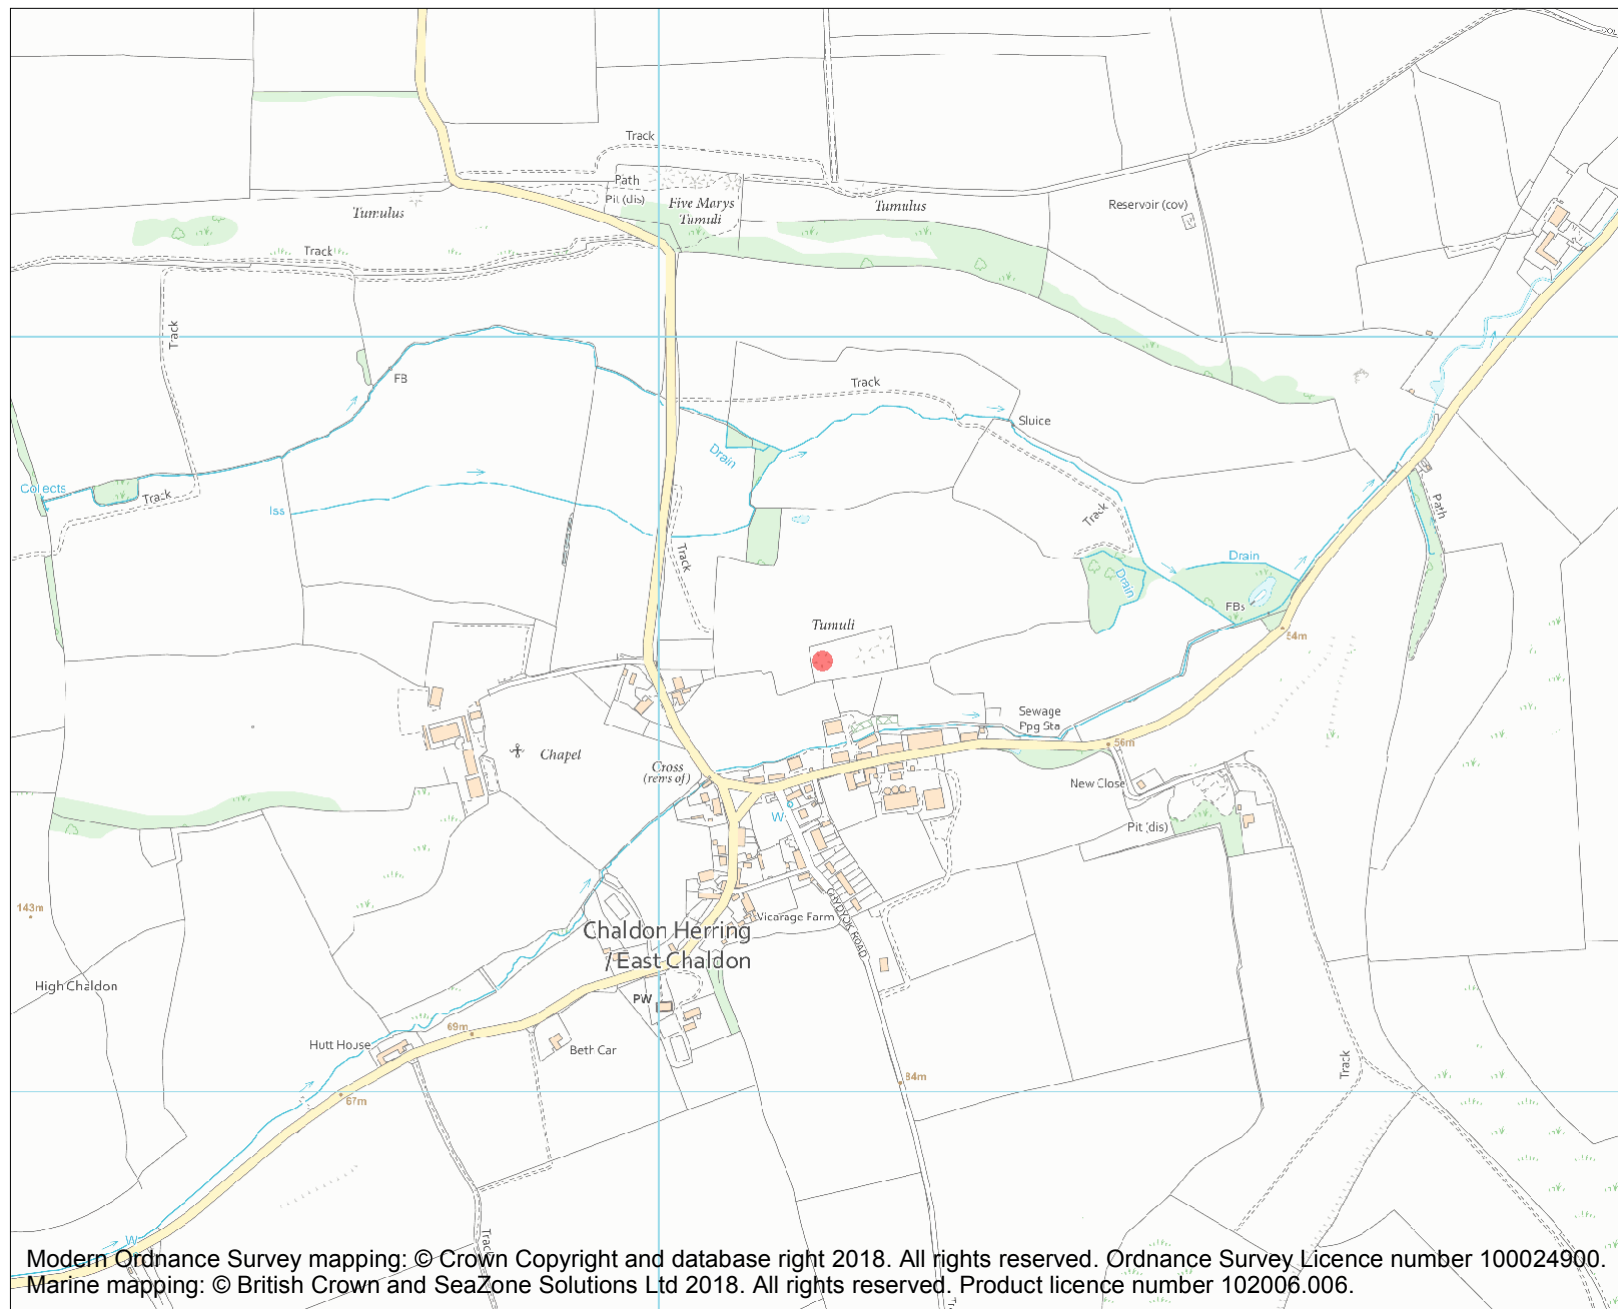 Track
Path
Pit (dis)
Five Marys
Tumuli
Tumulus
Tumulus
Reservoir (cov)
Track
Track
FB
Track
Sluice
Drain
Collects
Track
Iss
Track
Path
Track
Drain
Drain
FBs
54m
Tumuli
Sewage
Ppg Sta
56m
Chapel
Cross
(rems of)
New Close
W
Pit (dis)
143m
Vicarage Farm
CHYDYOK ROAD
Chaldon Herring
/East Chaldon
High Chaldon
PW
69m
Hutt House
Beth Car
Track
84m
67m
W
Track
Modern Ordnance Survey mapping: © Crown Copyright and database right 2018. All rights reserved. Ordnance Survey Licence number 100024900.
Marine mapping: © British Crown and SeaZone Solutions Ltd 2018. All rights reserved. Product licence number 102006.006.